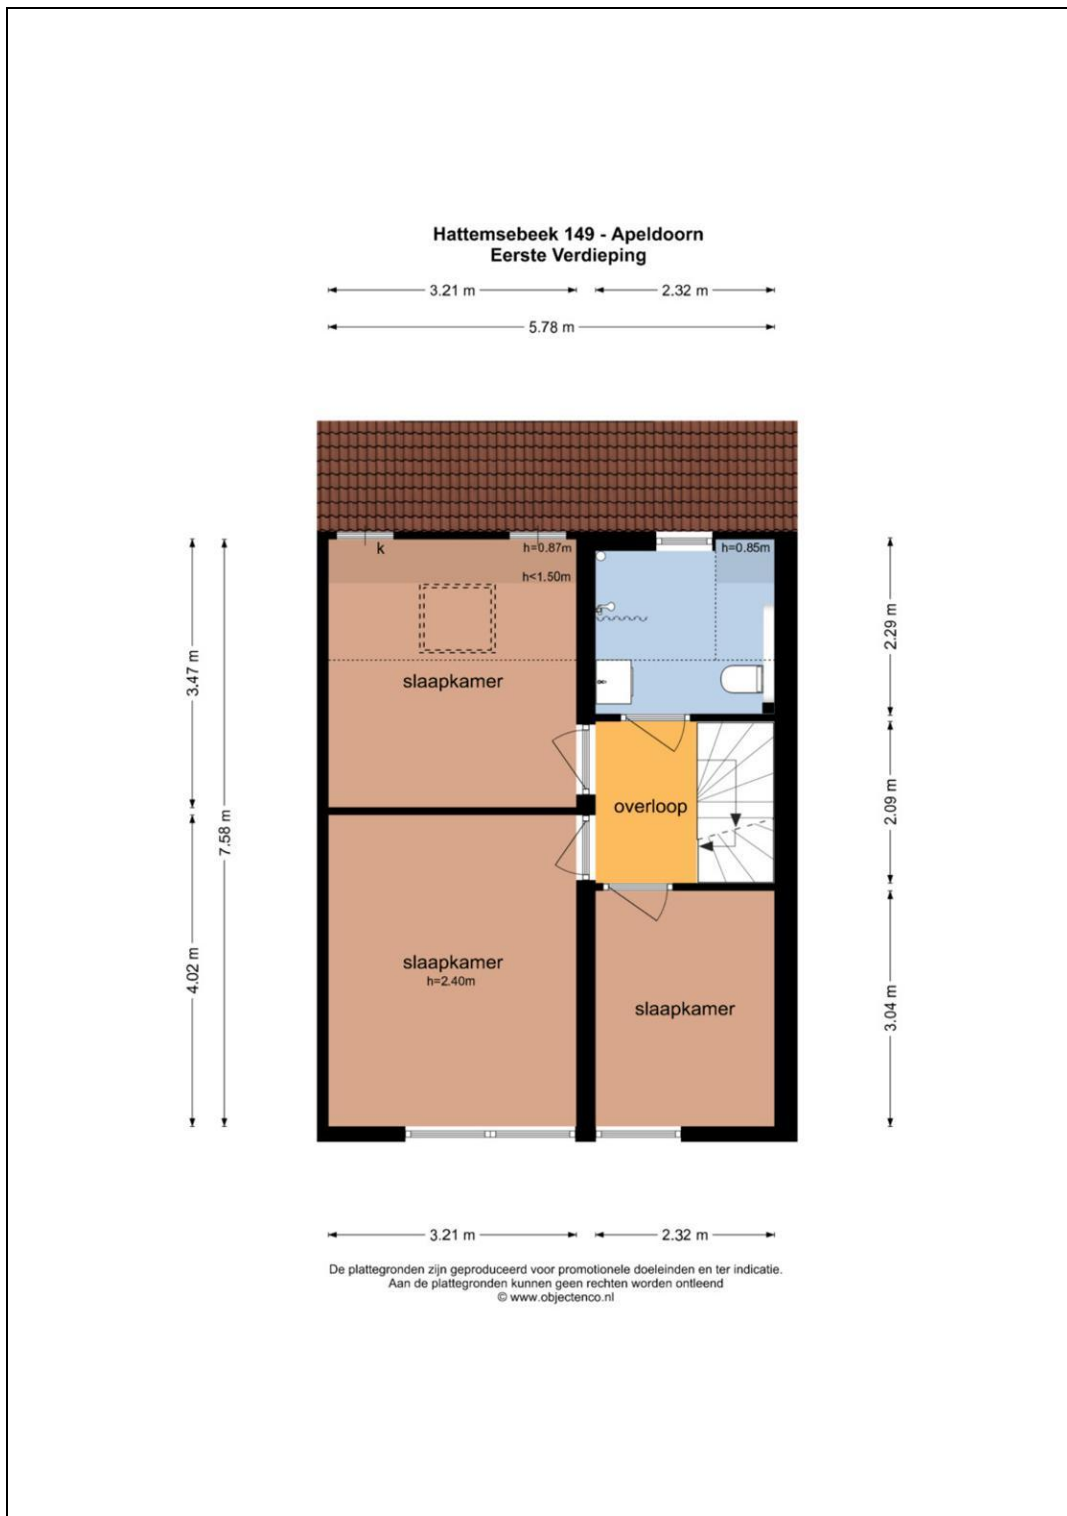 Hattemsebeek 149 - Apeldoorn
Eerste Verdieping
3.21 m
2.32 m
5.78 m
k
h=0.87m
h<1.50m
h=0.85m
slaapkamer
overloop
slaapkamer
h=2.40m
slaapkamer
3.47 m
7.58 m
4.02 m
2.29 m
2.09 m
3.04 m
3.21 m
2.32 m
De plattegronden zijn geproduceerd voor promotionele doeleinden en ter indicatie.
Aan de plattegronden kunnen geen rechten worden ontleend
© www.objectenco.nl